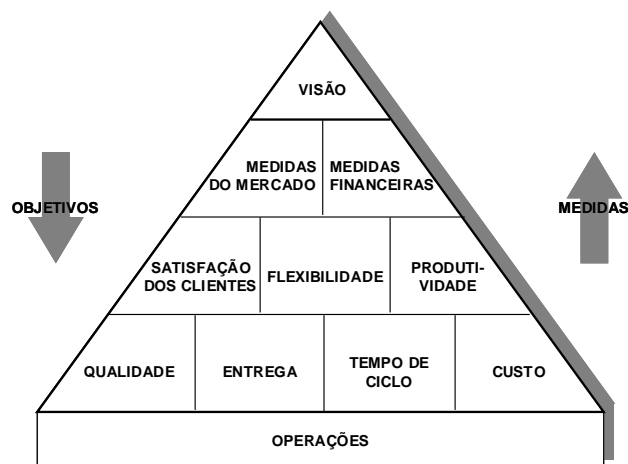 VISÃO
MEDIDAS
DO MERCADO
MEDIDAS
FINANCEIRAS
OBJETIVOS
MEDIDAS
SATISFAÇÃO
DOS CLIENTES
FLEXIBILIDADE
PRODUTI-
VIDADE
QUALIDADE
ENTREGA
TEMPO DE
CICLO
CUSTO
OPERAÇÕES